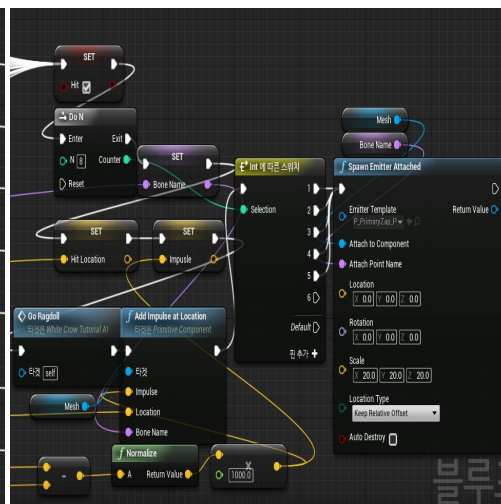 SET
Hit
Do N
Enter Exit
N 8 Counter
Reset
SET
Bone Name
SET
Hit Location
SET
Impusle
Int 에 따른 스위치
Selection
1
2
3
4
5
6
Default
핀 추가 +
Mesh
Bone Name
Spawn Emitter Attached
Emitter Template Return Value
P_PrimaryZap_P
Attach to Component
Attach Point Name
Location
X 0.0 Y 0.0 Z 0.0
Rotation
X 0.0 Y 0.0 Z 0.0
Scale
X 20.0 Y 20.0 Z 20.0
Location Type
Keep Relative Offset
Auto Destroy
Go Ragdoll
타겟은 White Crow Tutorial AI
타겟 self
Mesh
Add Impulse at Location
타겟은 Primitive Component
타겟
Impulse
Location
Bone Name
Normalize
A Return Value
1000.0